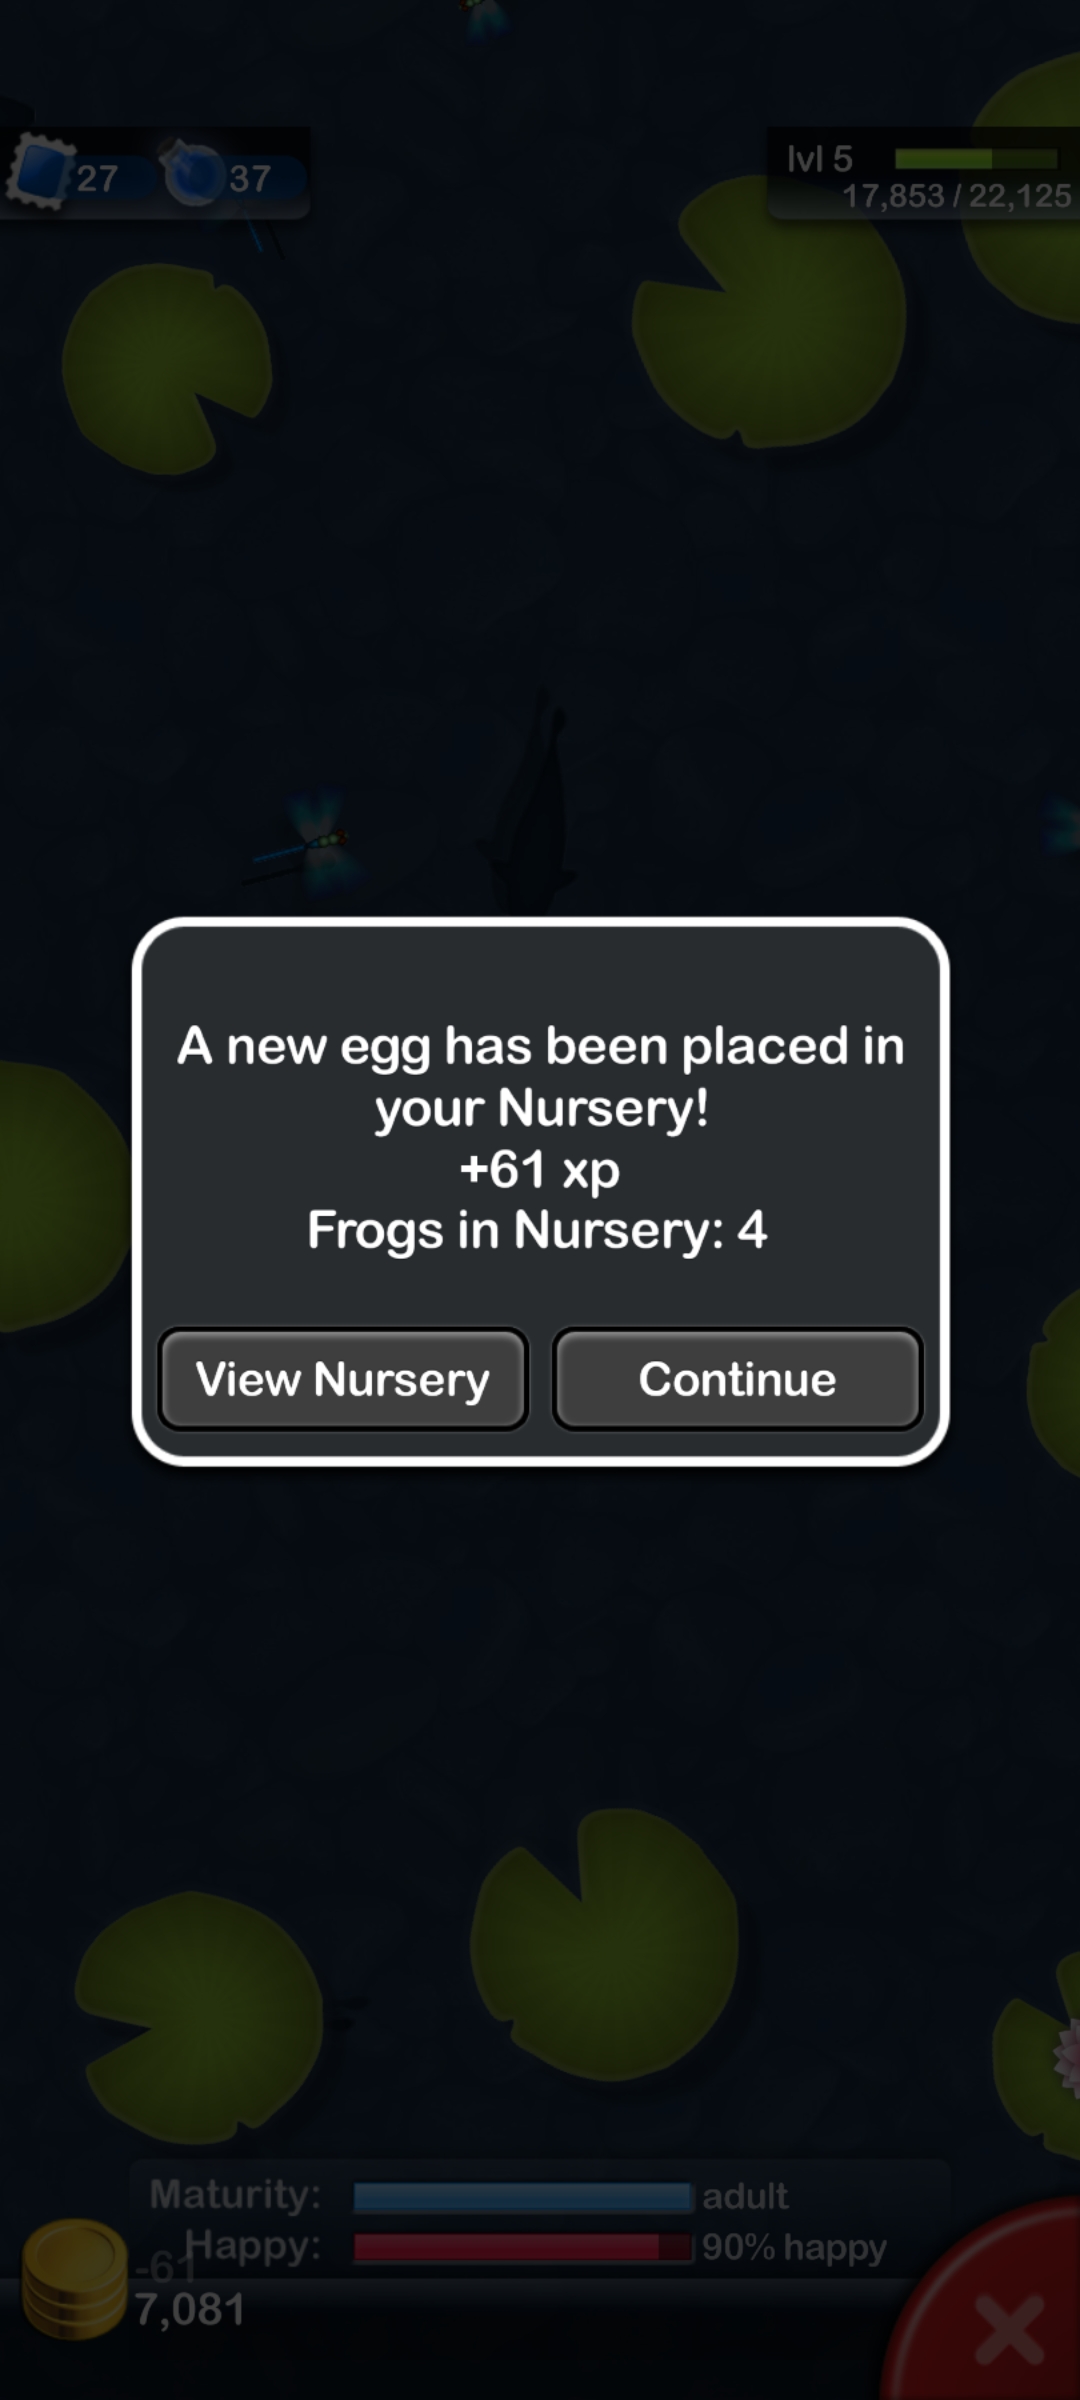 27
37
lvl 5
17,853 / 22,125
A new egg has been placed in
your Nursery!
+61 xp
Frogs in Nursery: 4
View Nursery
Continue
Maturity:
adult
Happy:
90% happy
-61
7,081